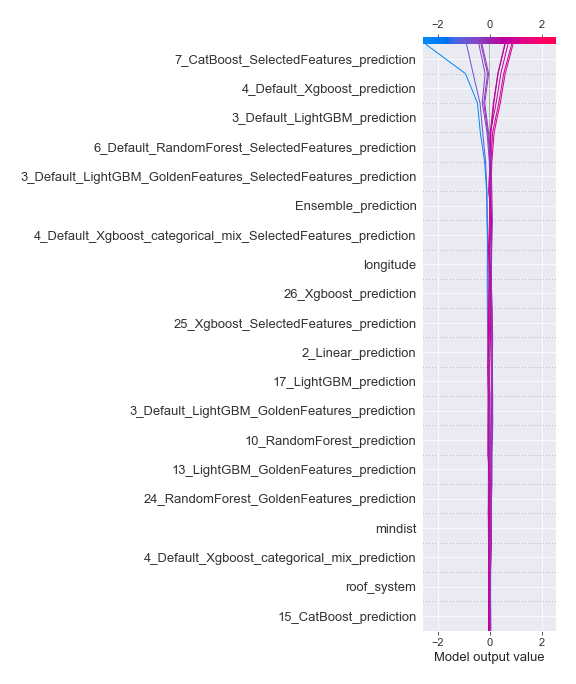 −2 0 2
7_CatBoost_SelectedFeatures_prediction
4_Default_Xgboost_prediction
3_Default_LightGBM_prediction
6_Default_RandomForest_SelectedFeatures_prediction
3_Default_LightGBM_GoldenFeatures_SelectedFeatures_prediction
Ensemble_prediction
4_Default_Xgboost_categorical_mix_SelectedFeatures_prediction
longitude
26_Xgboost_prediction
25_Xgboost_SelectedFeatures_prediction
2_Linear_prediction
17_LightGBM_prediction
3_Default_LightGBM_GoldenFeatures_prediction
10_RandomForest_prediction
13_LightGBM_GoldenFeatures_prediction
24_RandomForest_GoldenFeatures_prediction
mindist
4_Default_Xgboost_categorical_mix_prediction
roof_system
15_CatBoost_prediction
−2 0 2
Model output value